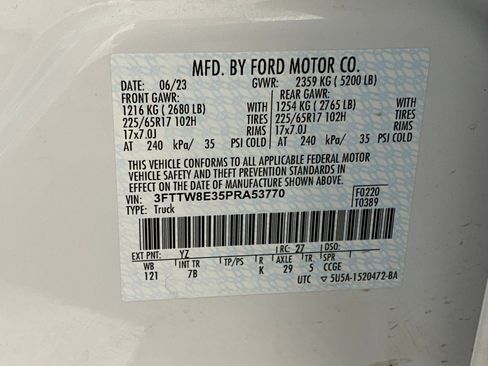 MFD. BY FORD MOTOR CO.
DATE: 06/23 GVWR: 2359 KG ( 5200 LB)
FRONT GAWR: REAR GAWR:
1216 KG ( 2680 LB) WITH 1254 KG ( 2765 LB) WITH
225/65R17 102H TIRES 225/65R17 102H TIRES
17x7.0J RIMS 17x7.0J RIMS
AT 240 kPa/ 35 PSI COLD AT 240 kPa/ 35 PSI COLD
THIS VEHICLE CONFORMS TO ALL APPLICABLE FEDERAL MOTOR
VEHICLE SAFETY AND THEFT PREVENTION STANDARDS IN
EFFECT ON THE DATE OF MANUFACTURE SHOWN ABOVE.
VIN: 3FTTW8E35PRA53770 F0220
TYPE: Truck T0389
EXT PNT: YZ RC: 27 DSO:
WB INT TR TP/PS R AXLE TR SPR
121 7B K 29 5 CCGE
UTC ▽5U5A-1520472-BA